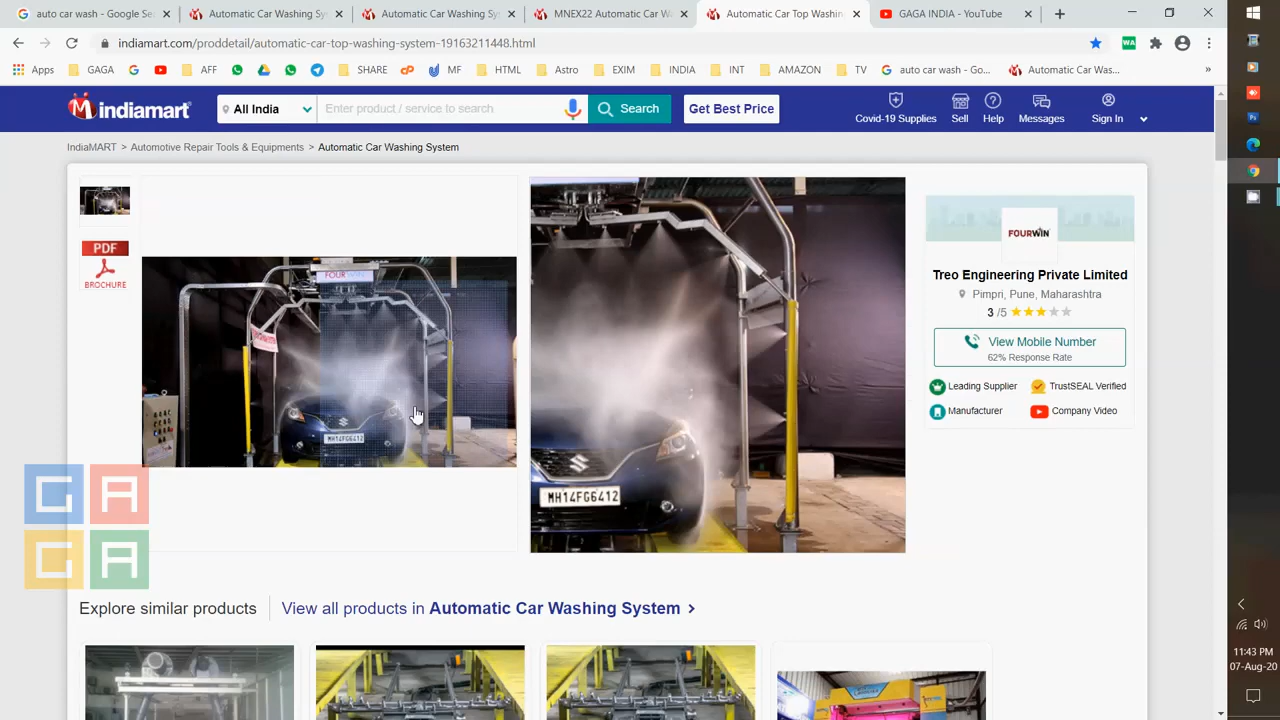 auto car wash - Google Se
Automatic Car Washing Sy
Automatic Car Washing Sy
MNEX22 Automatic Car W
Automatic Car Top Washin
GAGA INDIA - YouTube
indiamart.com/proddetail/automatic-car-top-washing-system-19163211448.html
WA
Apps
GAGA
AFF
SHARE
MF
HTML
Astro
EXIM
INDIA
INT
AMAZON
TV
auto car wash - Go...
Automatic Car Was...
indiamart
All India
Enter product / service to search
Search
Get Best Price
Covid-19 Supplies
Sell
Help
Messages
Sign In
IndiaMART > Automotive Repair Tools & Equipments > Automatic Car Washing System
PDF
BROCHURE
FOURWIN
MH14FG6412
MH14FG6412
FOURWIN
Treo Engineering Private Limited
Pimpri, Pune, Maharashtra
3 /5
View Mobile Number
62% Response Rate
Leading Supplier
TrustSEAL Verified
Manufacturer
Company Video
G A
G A
Explore similar products
View all products in Automatic Car Washing System >
11:43 PM
07-Aug-20